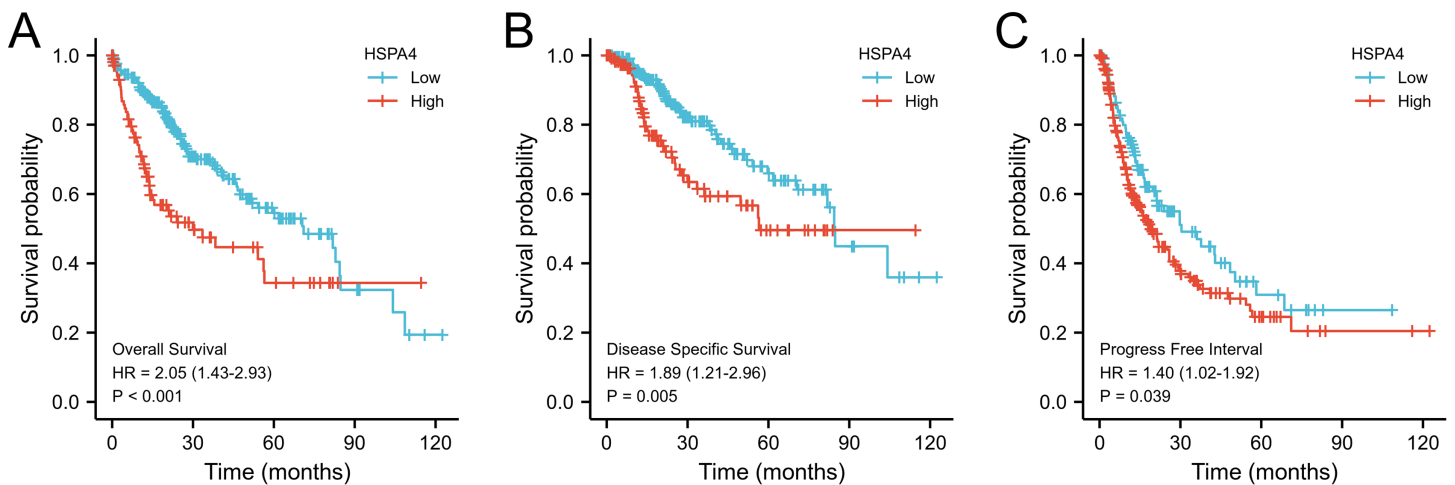 A
HSPA4
Low
High
Survival probability
1.0
0.8
0.6
0.4
0.2
0.0
Overall Survival
HR = 2.05 (1.43-2.93)
P < 0.001
0 30 60 90 120
Time (months)
B
HSPA4
Low
High
Survival probability
1.0
0.8
0.6
0.4
0.2
0.0
Disease Specific Survival
HR = 1.89 (1.21-2.96)
P = 0.005
0 30 60 90 120
Time (months)
C
HSPA4
Low
High
Survival probability
1.0
0.8
0.6
0.4
0.2
0.0
Progress Free Interval
HR = 1.40 (1.02-1.92)
P = 0.039
0 30 60 90 120
Time (months)